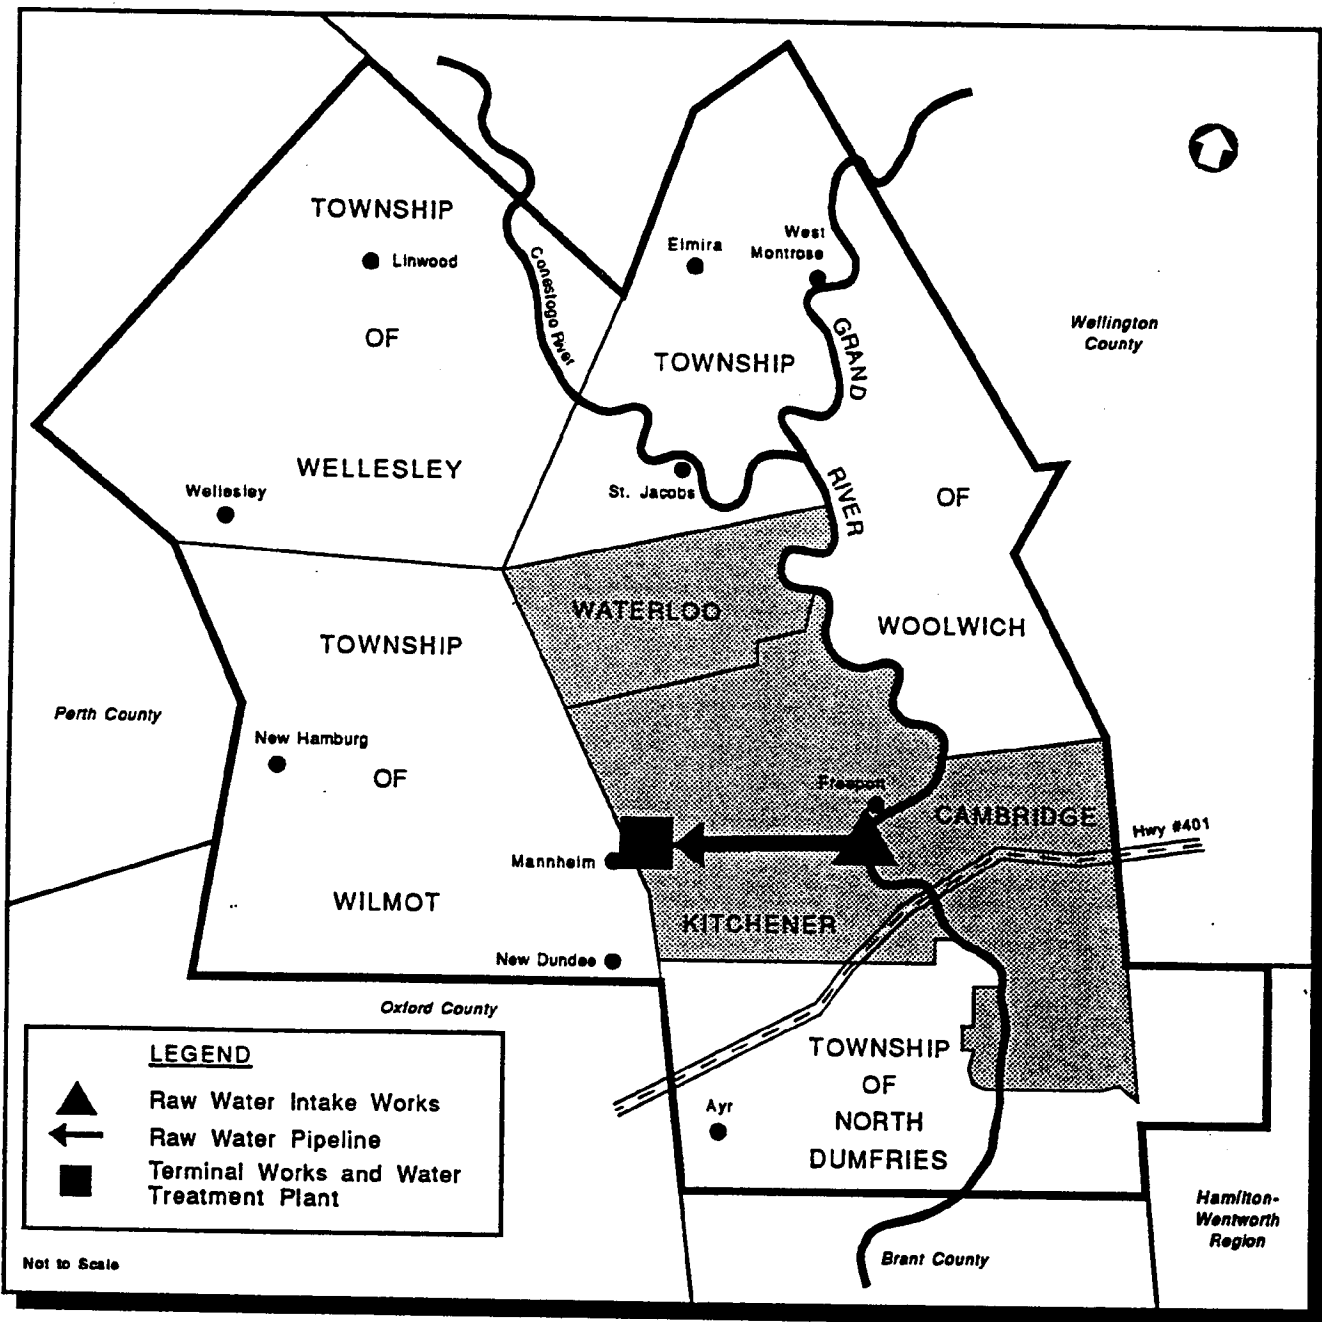 TOWNSHIP
Linwood
OF
WELLESLEY
Wellesley
Conestogo River
Elmira
West
Montrose
TOWNSHIP
GRAND
RIVER
St. Jacobs
OF
WOOLWICH
Wellington
County
WATERLOO
TOWNSHIP
Perth County
New Hamburg
OF
WILMOT
Freeport
CAMBRIDGE
Hwy #401
Mannheim
KITCHENER
New Dundee
Oxford County
TOWNSHIP
OF
NORTH
DUMFRIES
Ayr
LEGEND
Raw Water Intake Works
Raw Water Pipeline
Terminal Works and Water
Treatment Plant
Hamilton-
Wentworth
Region
Brant County
Not to Scale